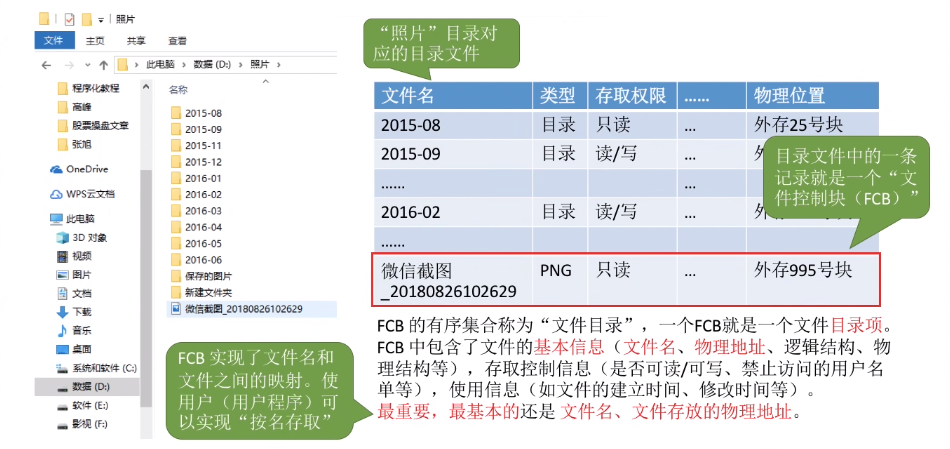 照片
文件 主页 共享 查看
此电脑 › 数据 (D:) › 照片 ›
程序化教程
高峰
股票操盘文章
张旭
OneDrive
WPS云文档
此电脑
3D 对象
视频
图片
文档
下载
音乐
桌面
系统和软件 (C:)
数据 (D:)
软件 (E:)
影视 (F:)
名称
2015-08
2015-09
2015-11
2015-12
2016-01
2016-02
2016-03
2016-04
2016-05
2016-06
保存的图片
新建文件夹
微信截图_20180826102629
“照片”目录对
应的目录文件
文件名 类型 存取权限 …… 物理位置
2015-08 目录 只读 ... 外存25号块
2015-09 目录 读/写 ...
…… ...
2016-02 目录 读/写 ...
……
微信截图 PNG 只读 ... 外存995号块
_20180826102629
目录文件中的一条
记录就是一个“文
件控制块（FCB）”
FCB 的有序集合称为“文件目录”，一个FCB就是一个文件目录项。
FCB 中包含了文件的基本信息（文件名、物理地址、逻辑结构、物
理结构等），存取控制信息（是否可读/可写、禁止访问的用户名
单等），使用信息（如文件的建立时间、修改时间等）。
最重要，最基本的还是 文件名、文件存放的物理地址。
FCB 实现了文件名和
文件之间的映射。使
用户（用户程序）可
以实现“按名存取”